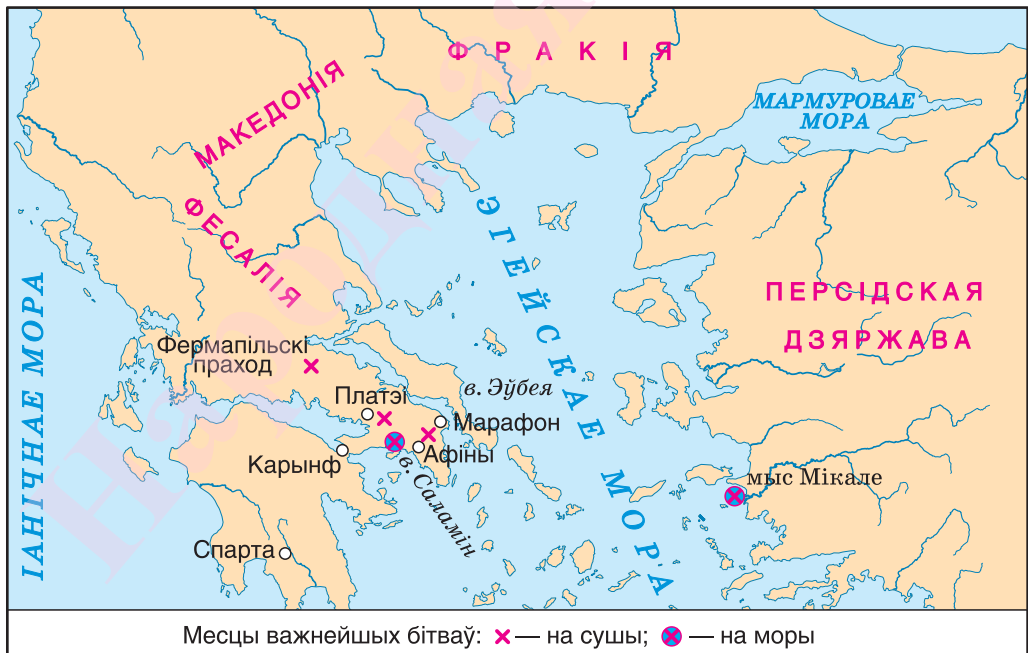 ФРАКІЯ
МАКЕДОНІЯ
МАРМУРОВАЕ
МОРА
ФЕСАЛІЯ
ЭГЕЙСКАЕ МОРА
ІАНІЧНАЕ МОРА
ПЕРСІДСКАЯ
ДЗЯРЖАВА
Фермапільскі
праход
Платэі
в. Эўбея
Марафон
Афіны
Карынф
в. Саламін
мыс Мікале
Спарта
Месцы важнейшых бітваў: — на сушы; — на моры